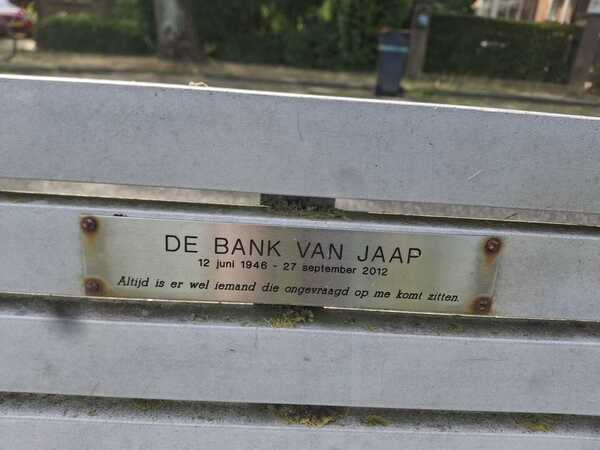 DE BANK VAN JAAP
12 juni 1946 - 27 september 2012
Altijd is er wel iemand die ongevraagd op me komt zitten.